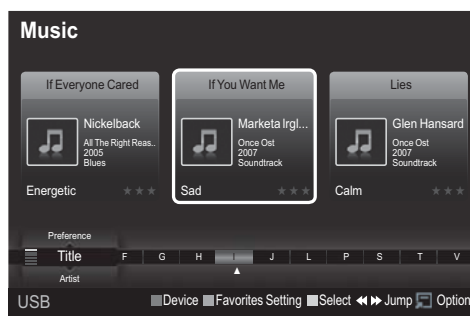 Music
If Everyone Cared
Nickelback
All The Right Reas..
2005
Blues
Energetic
If You Want Me
Marketa Irgl...
Once Ost
2007
Soundtrack
Sad
Lies
Glen Hansard
Once Ost
2007
Soundtrack
Calm
Preference
Title F G H I J L P S T V
Artist
USB Device Favorites Setting Select Jump Option